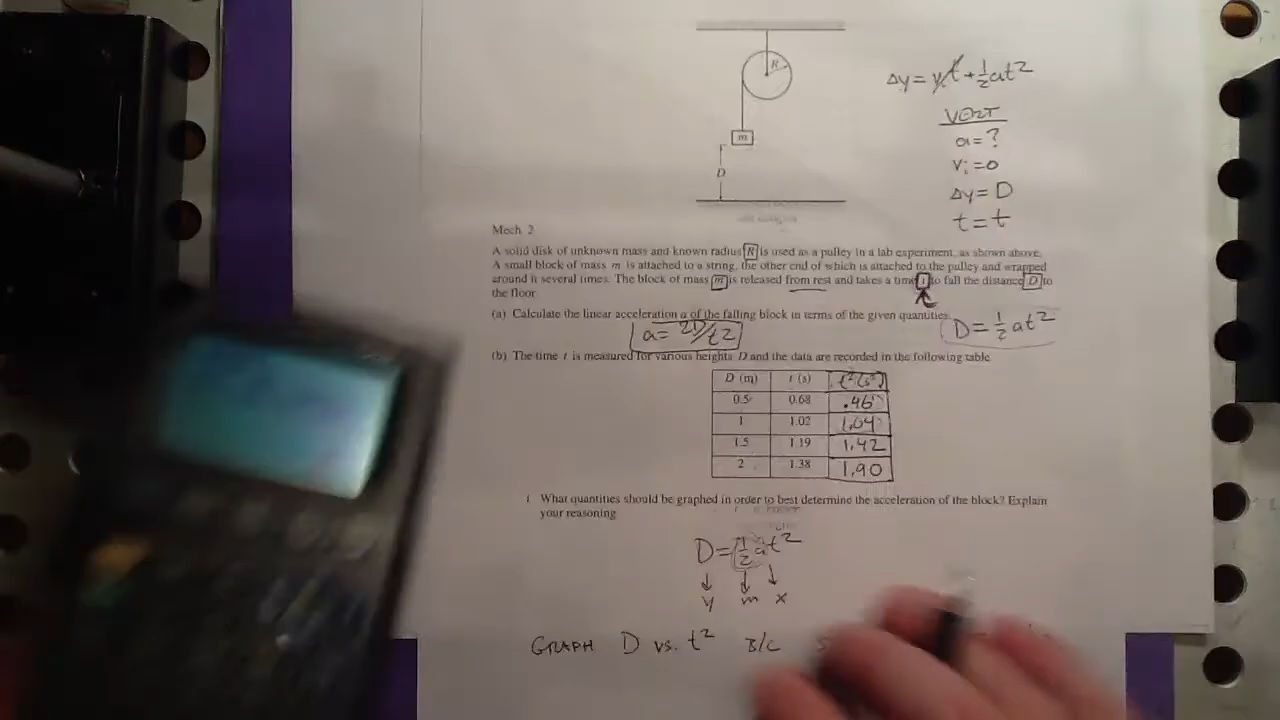 R
Δy = vit + ½at²
VOIT
m
a = ?
vi = 0
D
Δy = D
t = t
Mech. 2
A solid disk of unknown mass and known radius R is used as a pulley in a lab experiment, as shown above.
A small block of mass m is attached to a string, the other end of which is attached to the pulley and wrapped
around it several times. The block of mass m is released from rest and takes a time t to fall the distance D to
the floor.
(a) Calculate the linear acceleration a of the falling block in terms of the given quantities.
a = 2D/t²
D = ½at²
(b) The time t is measured for various heights D and the data are recorded in the following table.
D (m) t (s) t² (s²)
0.5 0.68 .46
1 1.02 1.04
1.5 1.19 1.42
2 1.38 1.90
i. What quantities should be graphed in order to best determine the acceleration of the block? Explain
your reasoning.
D = ½at²
↓ ↓ ↓
y m x
GRAPH D vs. t² B/C